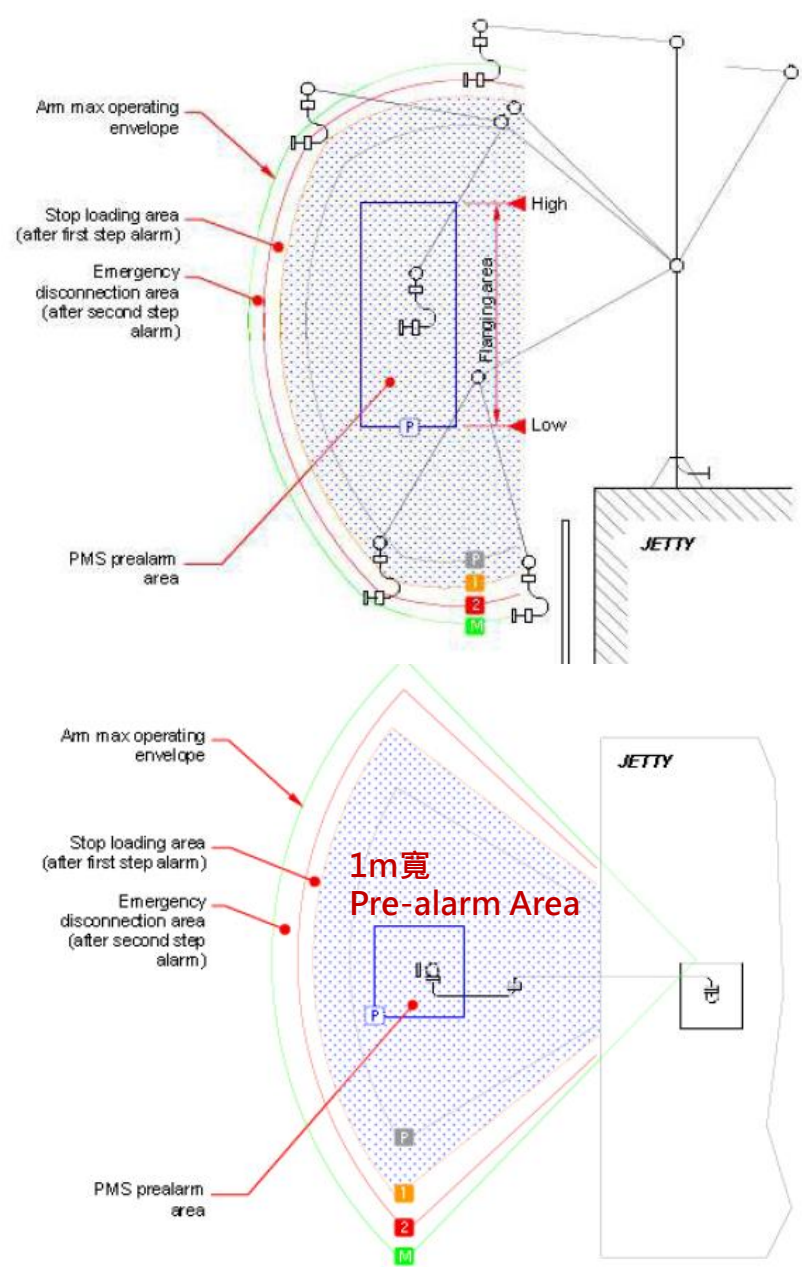 Arm max operating
envelope
Stop loading area
(after first step alarm)
Emergency
disconnection area
(after second step
alarm)
PMS prealarm
area
High
Flanging area
Low
P
P
1
2
M
JETTY
Arm max operating
envelope
Stop loading area
(after first step alarm)
Emergency
disconnection area
(after second step
alarm)
PMS prealarm
area
1m寬
Pre-alarm Area
P
P
1
2
M
JETTY